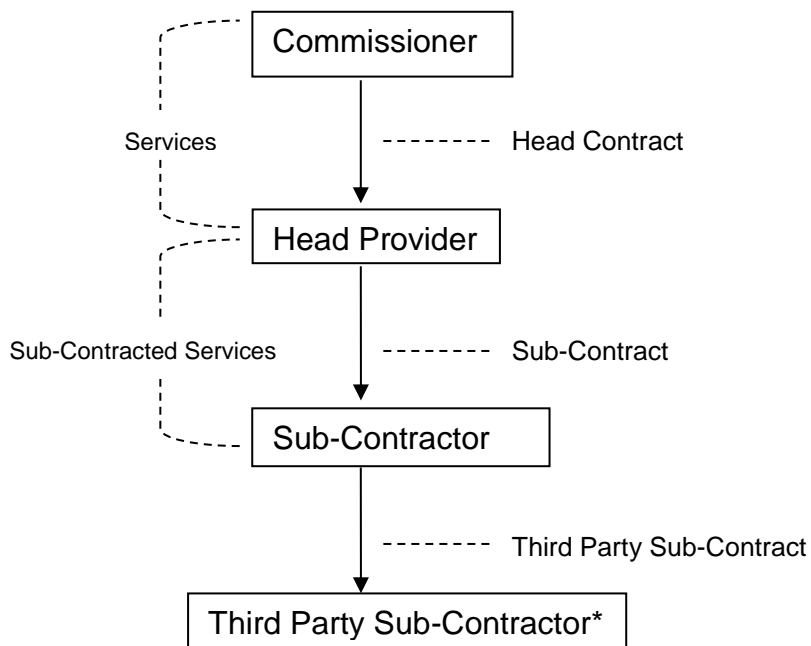 Commissioner
Services
Head Contract
Head Provider
Sub-Contracted Services
Sub-Contract
Sub-Contractor
Third Party Sub-Contract
Third Party Sub-Contractor*